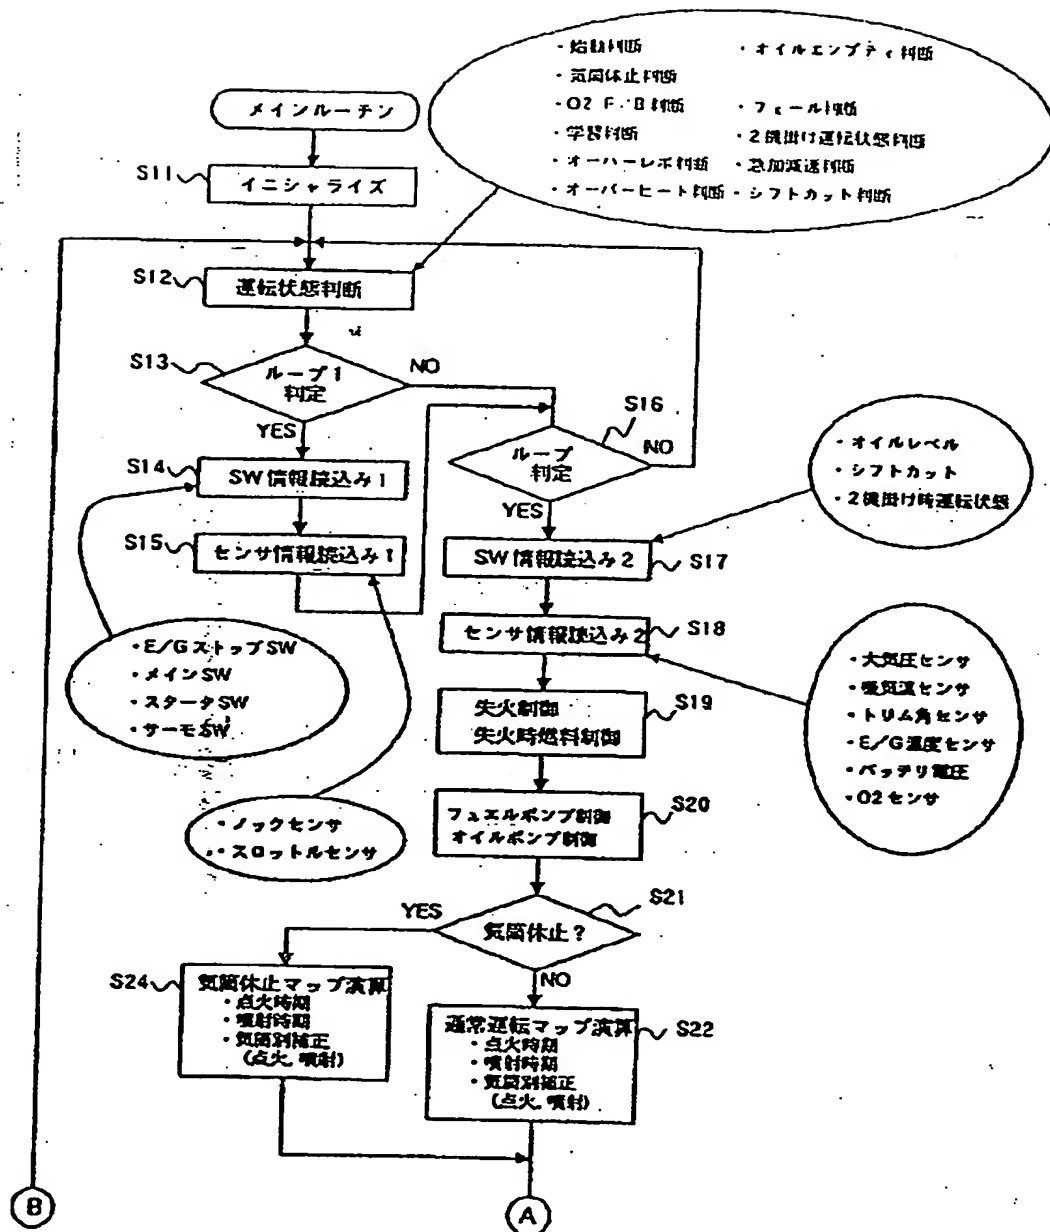 メインルーチン
S11
イニシャライズ
・始動判断
・オイルエンプティ判断
・気筒休止判断
・O2 F・B判断
・フェール判断
・学習判断
・2機掛け運転状態判断
・オーバーレボ判断
・急加減速判断
・オーバーヒート判断
・シフトカット判断
S12
運転状態判断
S13
ループ1
判定
NO
YES
S14
SW情報読込み1
S15
センサ情報読込み1
・E/GストップSW
・メインSW
・スタータSW
・サーモSW
・ノックセンサ
・スロットルセンサ
S16
ループ
判定
NO
YES
・オイルレベル
・シフトカット
・2機掛け時運転状態
SW情報読込み2
S17
センサ情報読込み2
S18
・大気圧センサ
・吸気温センサ
・トリム角センサ
・E/G温度センサ
・バッテリ電圧
・O2センサ
失火制御
失火時燃料制御
S19
フュエルポンプ制御
オイルポンプ制御
S20
S21
気筒休止?
YES
NO
S24
気筒休止マップ演算
・点火時期
・噴射時期
・気筒別補正
(点火.噴射)
通常運転マップ演算
・点火時期
・噴射時期
・気筒別補正
(点火.噴射)
S22
B
A